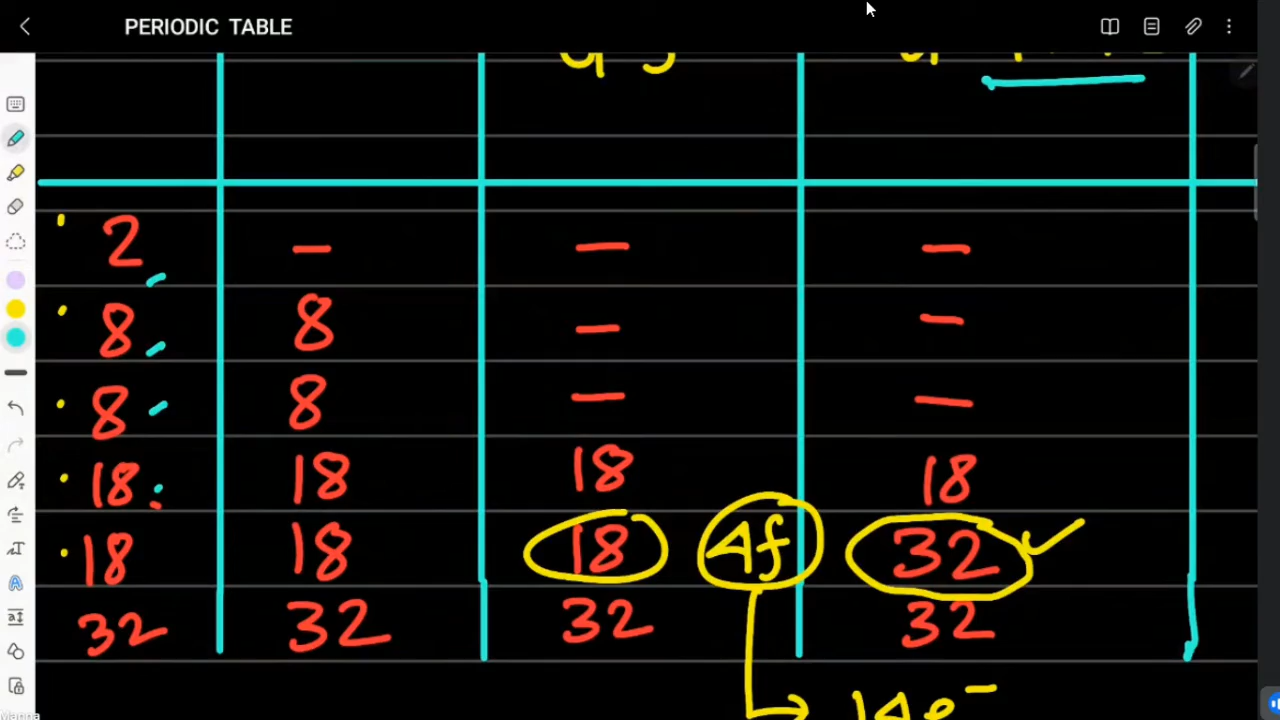 PERIODIC TABLE
2 — — —
8 8 — —
8 8 — —
18 18 18 18
18 18 18 4f 32
32 32 32 32
14e⁻